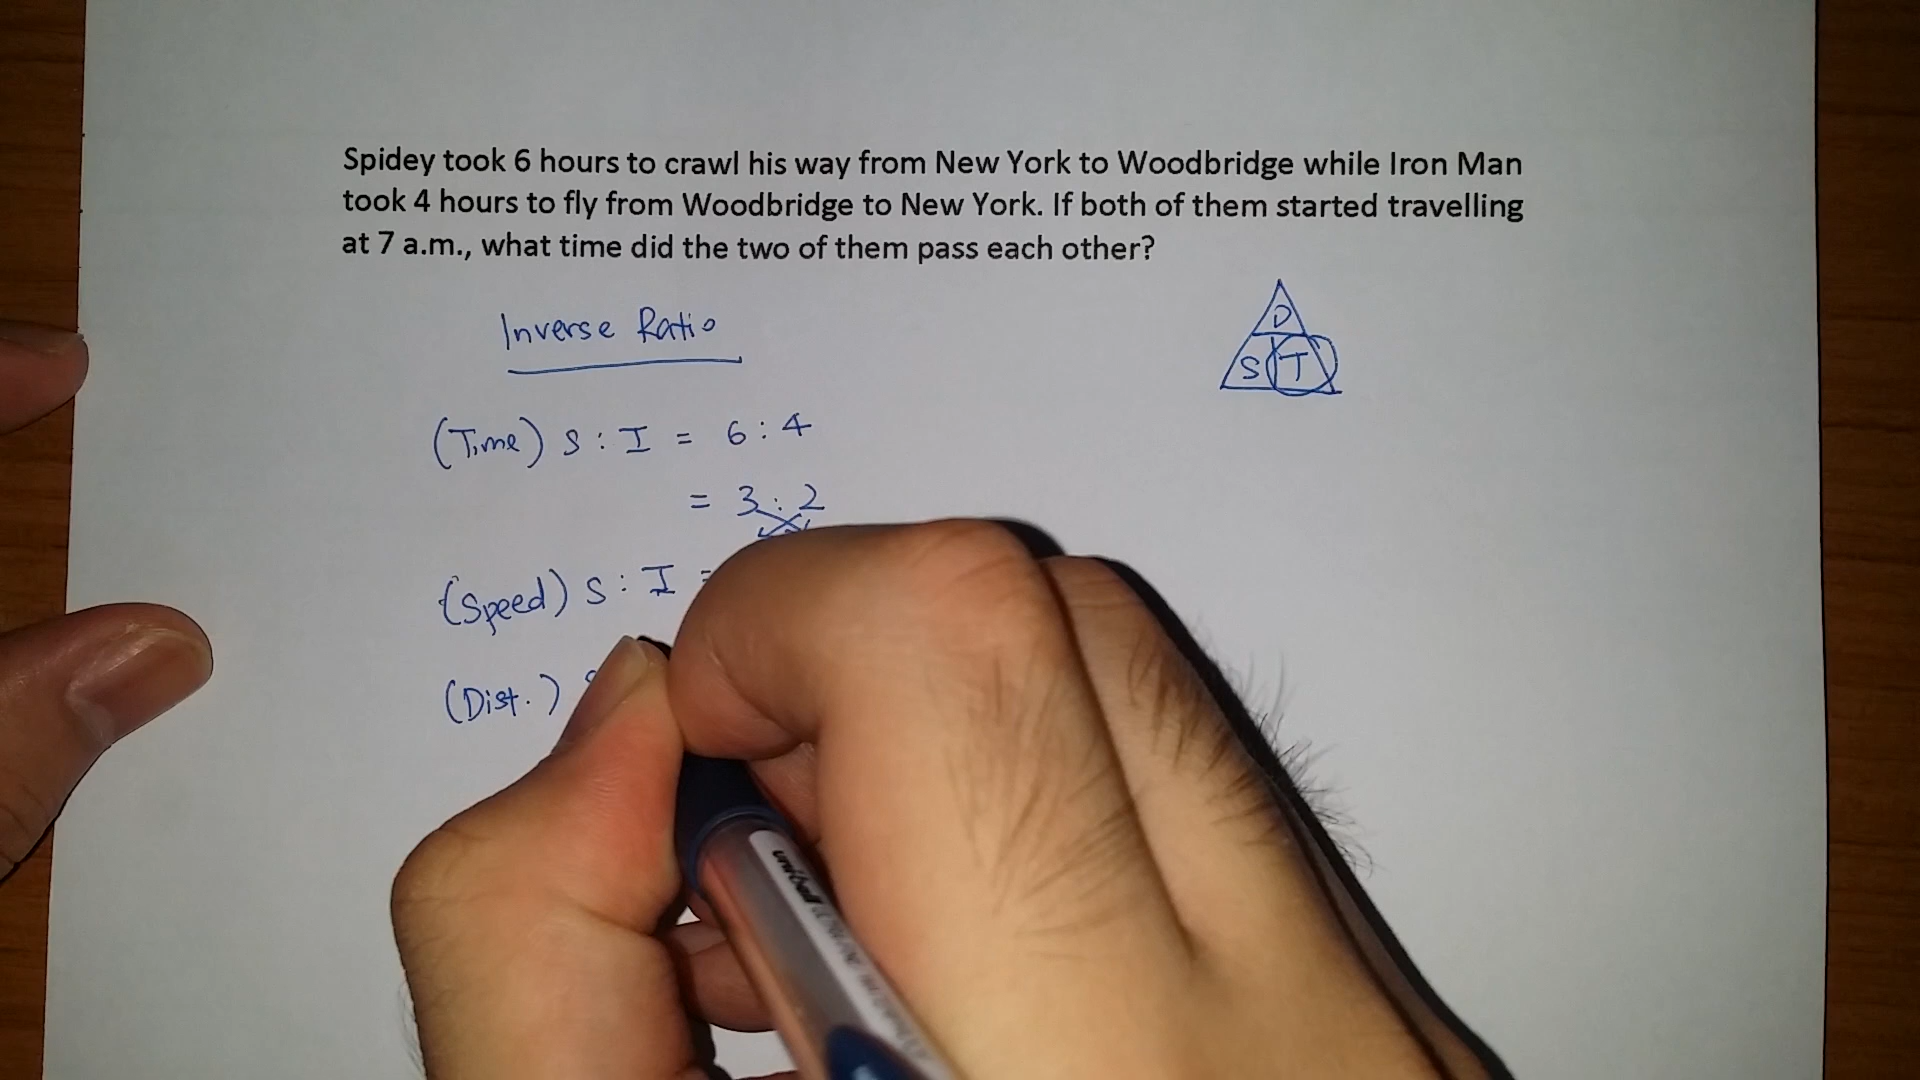 Spidey took 6 hours to crawl his way from New York to Woodbridge while Iron Man
took 4 hours to fly from Woodbridge to New York. If both of them started travelling
at 7 a.m., what time did the two of them pass each other?
Inverse Ratio
D
S T
(Time) S : I = 6 : 4
= 3 : 2
(Speed) S : I =
(Dist.)
uniball